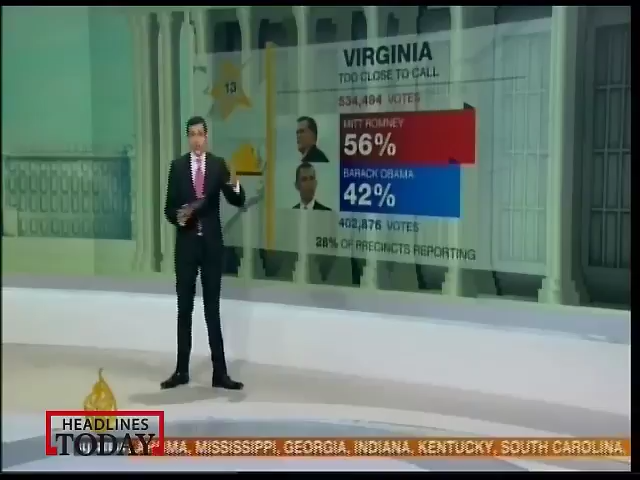 VIRGINIA
TOO CLOSE TO CALL
13
534,484 VOTES
MITT ROMNEY
56%
BARACK OBAMA
42%
402,876 VOTES
28% OF PRECINCTS REPORTING
HEADLINES
TODAY
MA, MISSISSIPPI, GEORGIA, INDIANA, KENTUCKY, SOUTH CAROLINA,